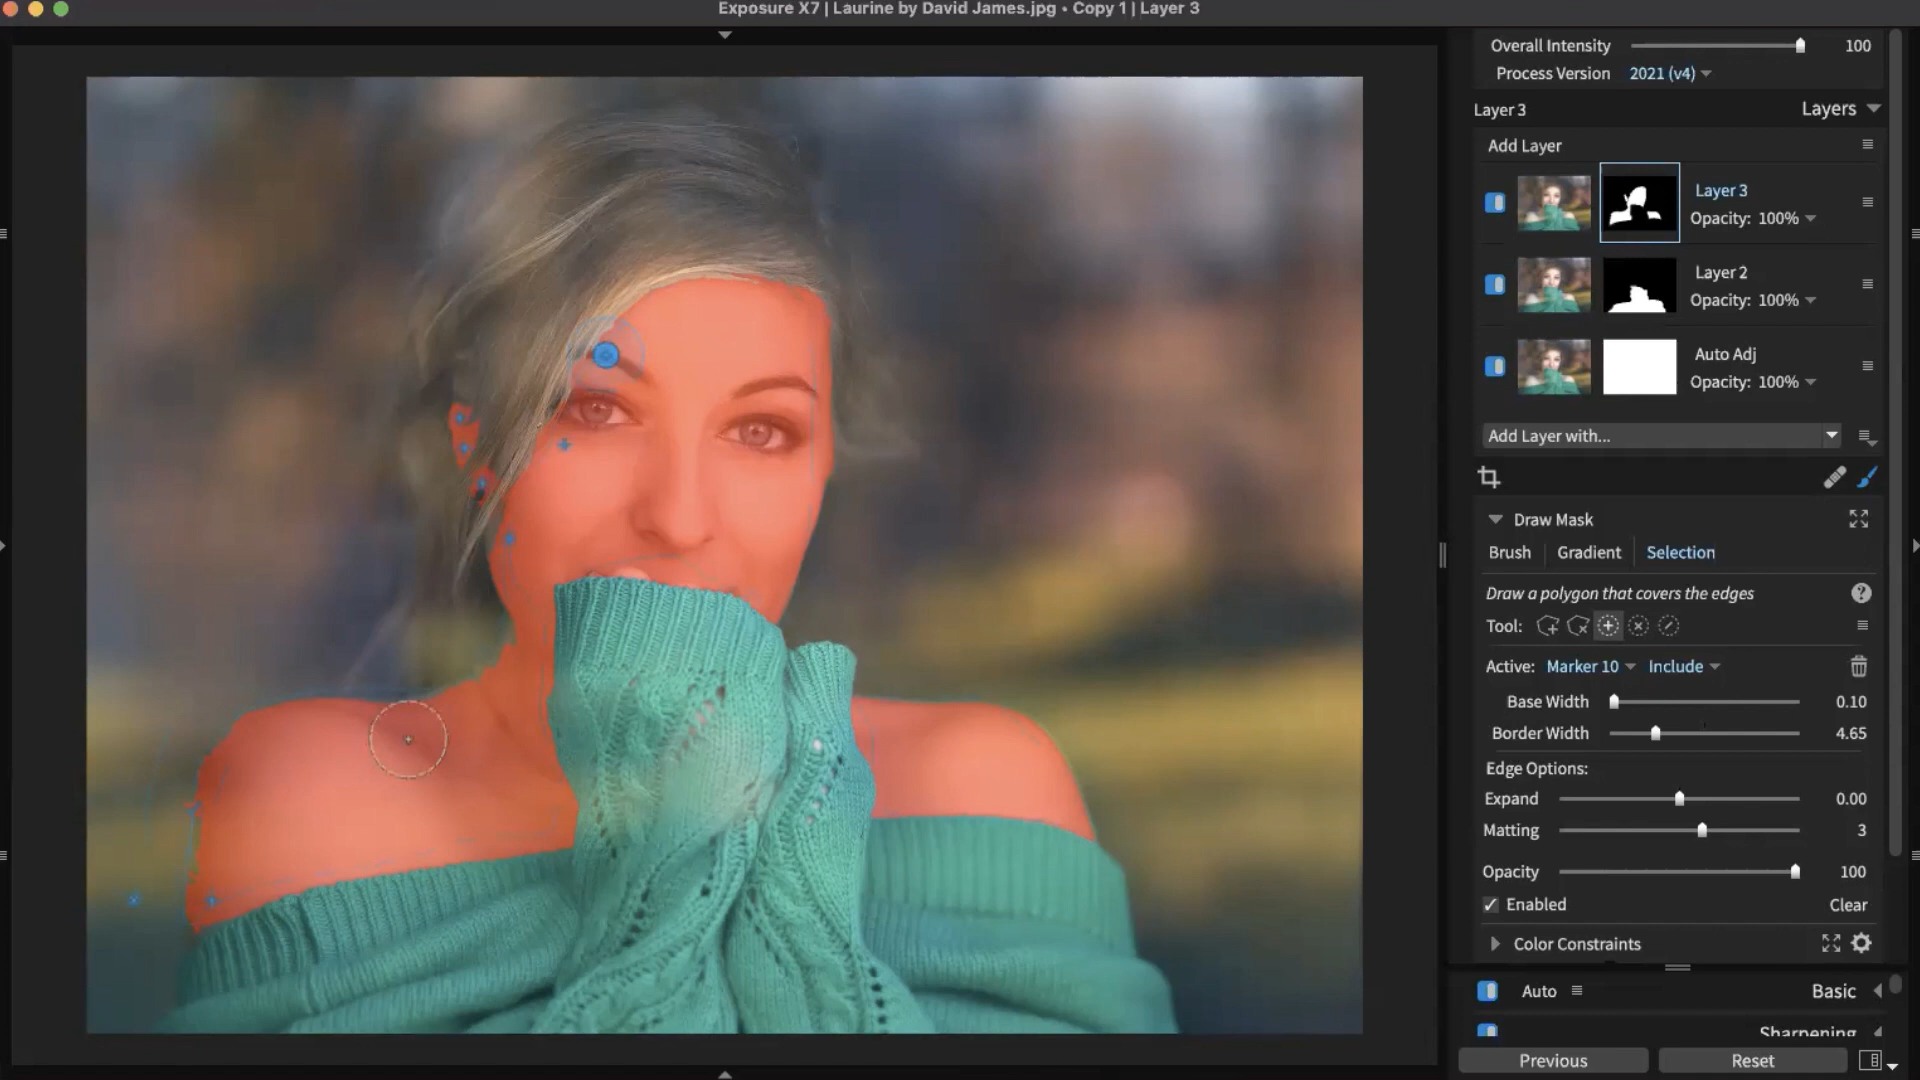 Exposure X7 | Laurine by David James.jpg • Copy 1 | Layer 3
Overall Intensity 100
Process Version 2021 (v4)
Layer 3 Layers
Add Layer
Layer 3
Opacity: 100%
Layer 2
Opacity: 100%
Auto Adj
Opacity: 100%
Add Layer with...
Draw Mask
Brush Gradient Selection
Draw a polygon that covers the edges ?
Tool:
Active: Marker 10 Include
Base Width 0.10
Border Width 4.65
Edge Options:
Expand 0.00
Matting 3
Opacity 100
Enabled Clear
Color Constraints
Auto Basic
Sharpening
Previous Reset